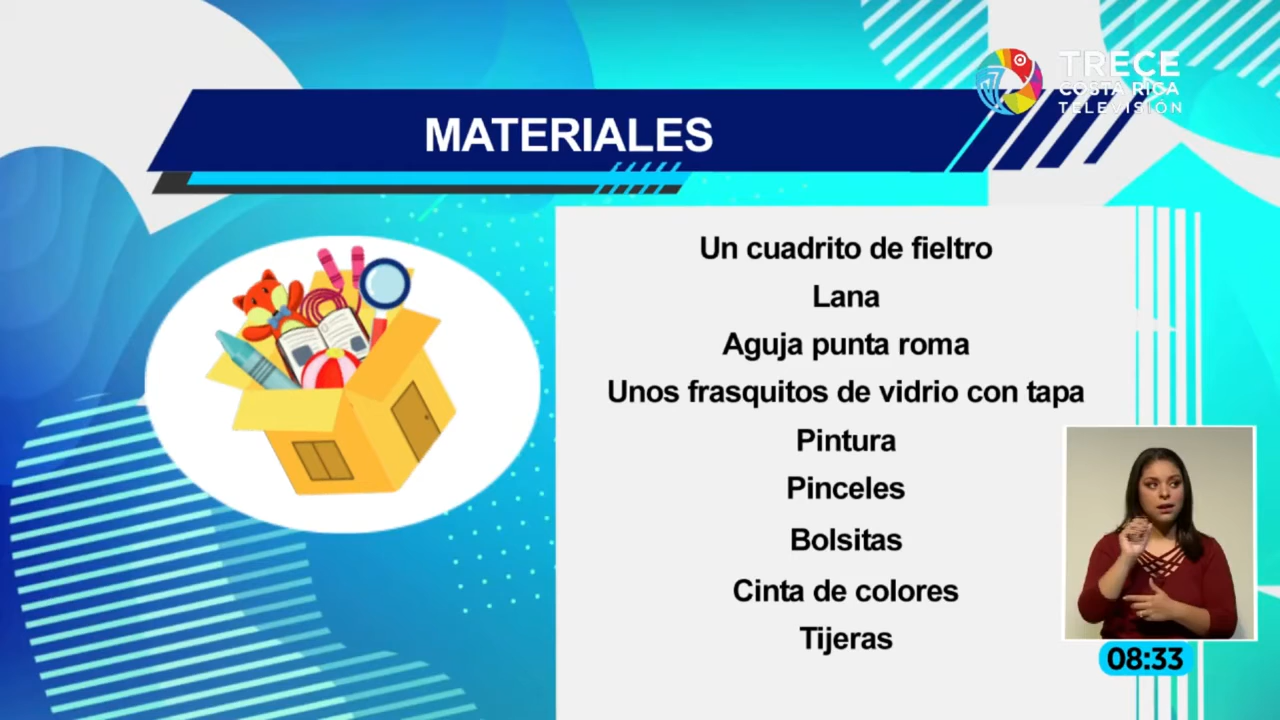 TRECE
COSTA RICA
TELEVISIÓN
MATERIALES
Un cuadrito de fieltro
Lana
Aguja punta roma
Unos frasquitos de vidrio con tapa
Pintura
Pinceles
Bolsitas
Cinta de colores
Tijeras
08:33